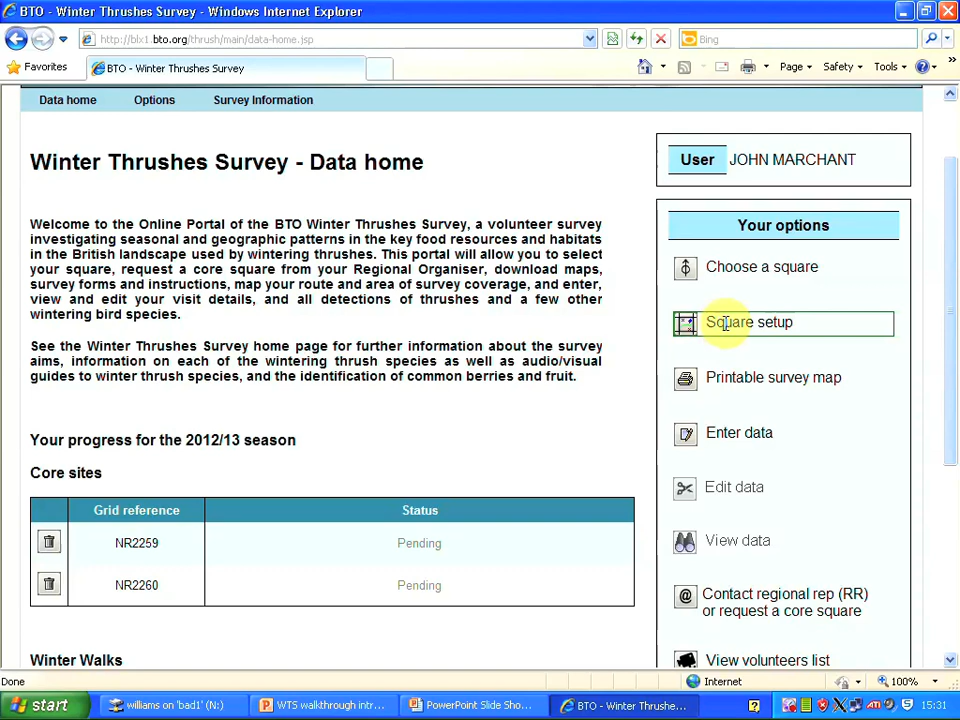 BTO - Winter Thrushes Survey - Windows Internet Explorer
http://blx1.bto.org/thrush/main/data-home.jsp
Bing
Favorites
BTO - Winter Thrushes Survey
Page
Safety
Tools
»
Data home
Options
Survey Information
Winter Thrushes Survey - Data home
User JOHN MARCHANT
Welcome to the Online Portal of the BTO Winter Thrushes Survey, a volunteer survey
investigating seasonal and geographic patterns in the key food resources and habitats
in the British landscape used by wintering thrushes. This portal will allow you to select
your square, request a core square from your Regional Organiser, download maps,
survey forms and instructions, map your route and area of survey coverage, and enter,
view and edit your visit details, and all detections of thrushes and a few other
wintering bird species.
See the Winter Thrushes Survey home page for further information about the survey
aims, information on each of the wintering thrush species as well as audio/visual
guides to winter thrush species, and the identification of common berries and fruit.
Your progress for the 2012/13 season
Core sites
Grid reference Status
NR2259 Pending
NR2260 Pending
Winter Walks
Your options
Choose a square
Square setup
Printable survey map
Enter data
Edit data
View data
@ Contact regional rep (RR)
or request a core square
View volunteers list
Done
Internet
100%
start
williams on 'bad1' (N:)
WTS walkthrough intr...
PowerPoint Slide Sho...
BTO - Winter Thrushe...
15:31